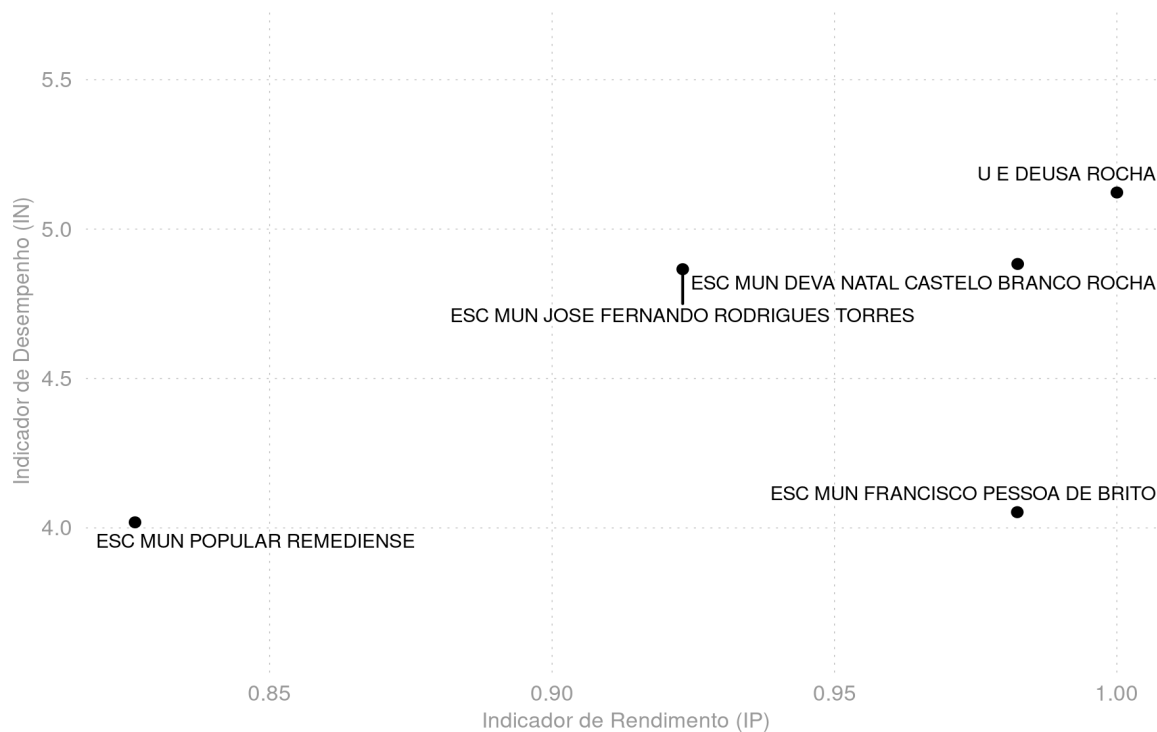 5.5
U E DEUSA ROCHA
5.0
ESC MUN DEVA NATAL CASTELO BRANCO ROCHA
ESC MUN JOSE FERNANDO RODRIGUES TORRES
Indicador de Desempenho (IN)
4.5
ESC MUN FRANCISCO PESSOA DE BRITO
4.0
ESC MUN POPULAR REMEDIENSE
0.85
0.90
0.95
1.00
Indicador de Rendimento (IP)